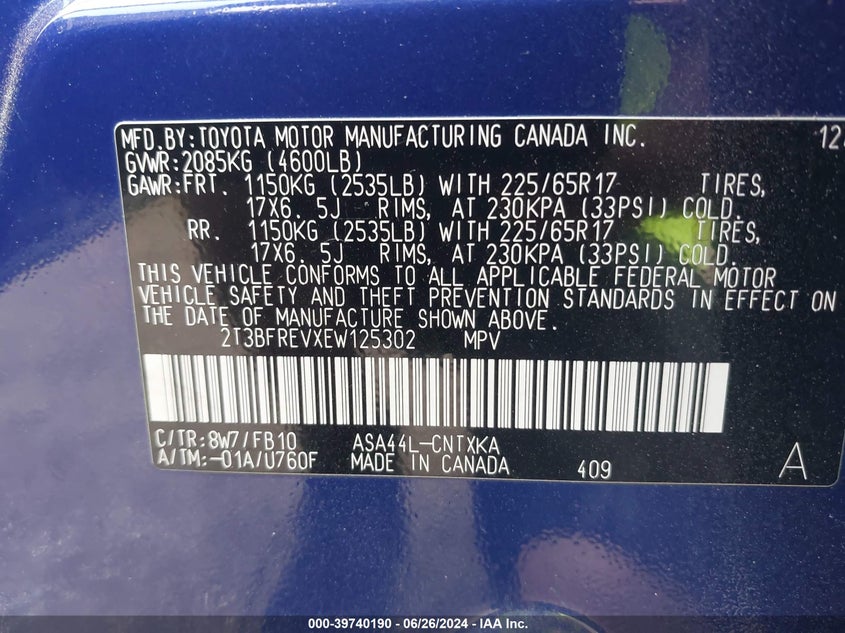 MFD.BY:TOYOTA MOTOR MANUFACTURING CANADA INC. 12
GVWR:2085KG (4600LB)
GAWR:FRT. 1150KG (2535LB) WITH 225/65R17 TIRES,
17X6. 5J RIMS, AT 230KPA (33PSI) COLD.
RR. 1150KG (2535LB) WITH 225/65R17 TIRES,
17X6. 5J RIMS, AT 230KPA (33PSI) COLD.
THIS VEHICLE CONFORMS TO ALL APPLICABLE FEDERAL MOTOR
VEHICLE SAFETY AND THEFT PREVENTION STANDARDS IN EFFECT ON
THE DATE OF MANUFACTURE SHOWN ABOVE.
2T3BFREVXEW125302 MPV
C/TR:8W7/FB10 ASA44L-CNTXKA
A/TM:-01A/U760F MADE IN CANADA 409 A
000-39740190 - 06/26/2024 - IAA Inc.